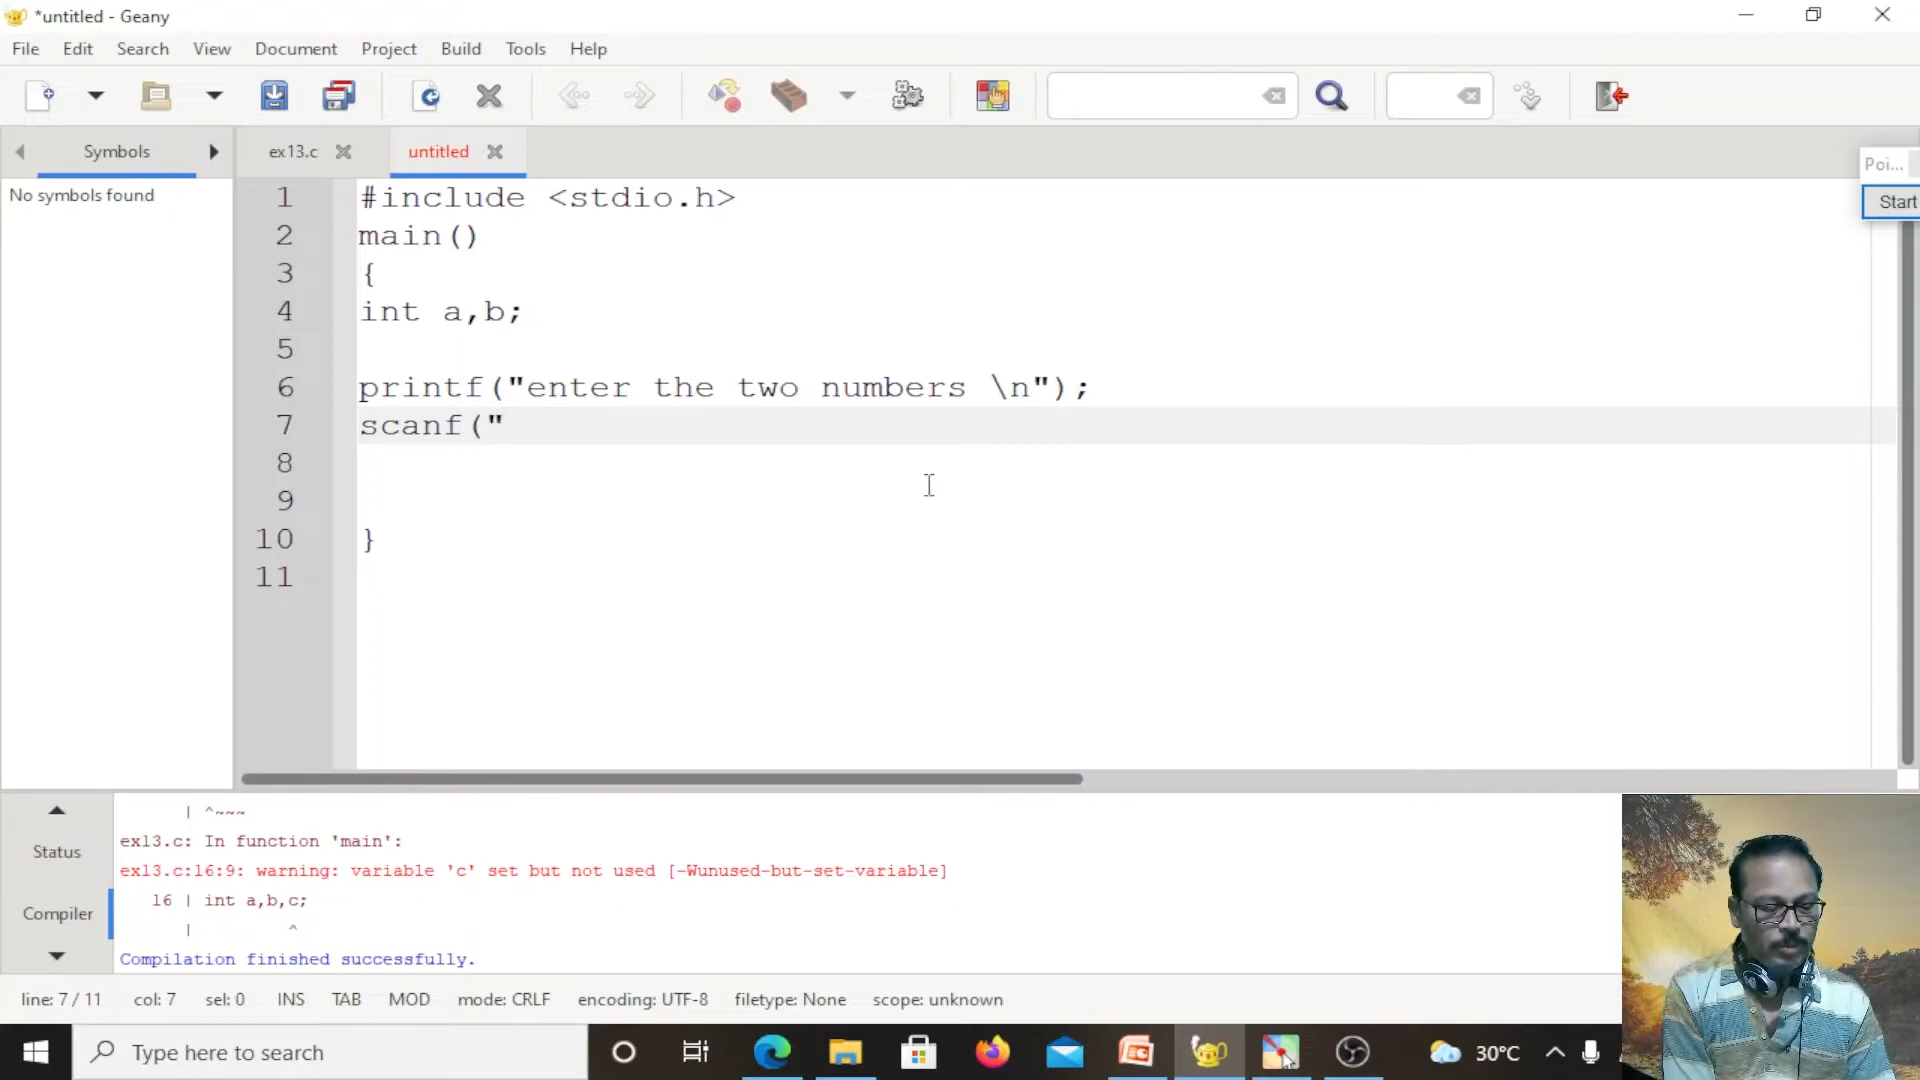 *untitled - Geany
File Edit Search View Document Project Build Tools Help
Symbols ex13.c untitled
Poi...
Start
No symbols found
1 #include <stdio.h>
2 main()
3 {
4 int a,b;
5
6 printf("enter the two numbers \n");
7 scanf("
8
9
10 }
11
| ^~~~
Status
ex13.c: In function 'main':
ex13.c:16:9: warning: variable 'c' set but not used [-Wunused-but-set-variable]
16 | int a,b,c;
Compiler
| ^
Compilation finished successfully.
line: 7 / 11 col: 7 sel: 0 INS TAB MOD mode: CRLF encoding: UTF-8 filetype: None scope: unknown
Type here to search
30°C